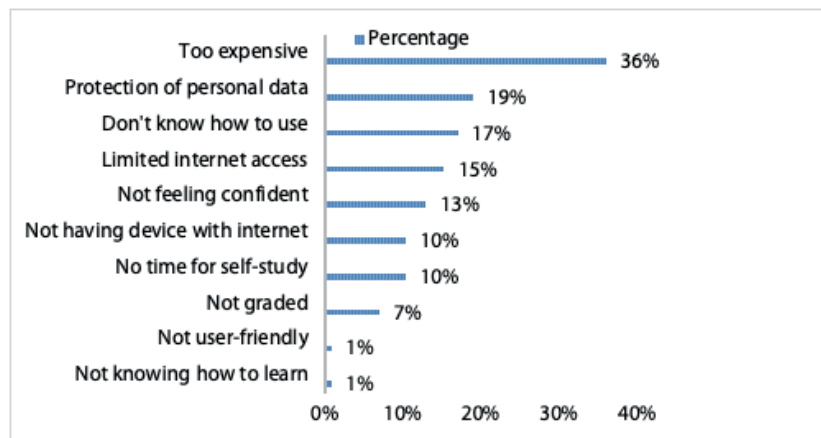 Percentage
Too expensive 36%
Protection of personal data 19%
Don't know how to use 17%
Limited internet access 15%
Not feeling confident 13%
Not having device with internet 10%
No time for self-study 10%
Not graded 7%
Not user-friendly 1%
Not knowing how to learn 1%
0% 10% 20% 30% 40%